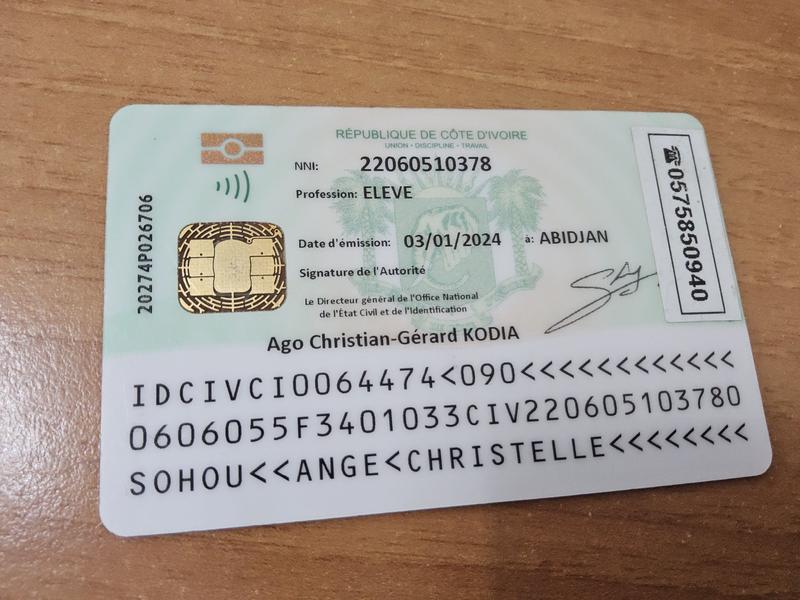 RÉPUBLIQUE DE CÔTE D'IVOIRE
UNION - DISCIPLINE - TRAVAIL
NNI: 22060510378
Profession: ELEVE
Date d'émission: 03/01/2024 à: ABIDJAN
Signature de l'Autorité
Le Directeur général de l'Office National
de l'État Civil et de l'Identification
Ago Christian-Gérard KODIA
20274P026706
0575850940
IDCIVCI0064474<090<<<<<<<<<<<<
0606055F3401033CIV220605103780
SOHOU<<ANGE<CHRISTELLE<<<<<<<<